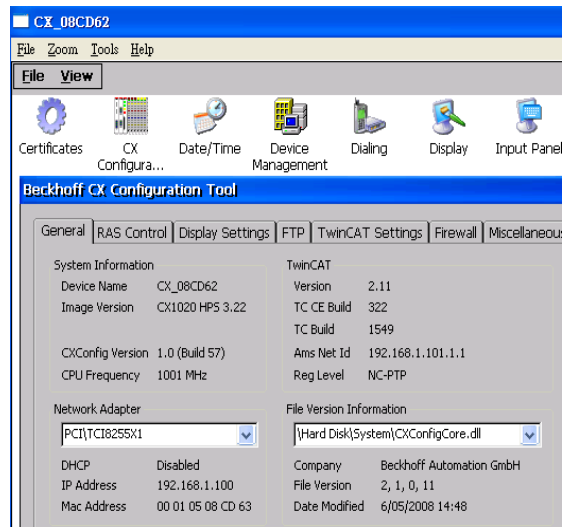 CX_08CD62
File Zoom Tools Help
File View
Certificates CX Configura... Date/Time Device Management Dialing Display Input Panel
Beckhoff CX Configuration Tool
General RAS Control Display Settings FTP TwinCAT Settings Firewall Miscellaneou
System Information TwinCAT
Device Name CX_08CD62 Version 2.11
Image Version CX1020 HPS 3.22 TC CE Build 322
TC Build 1549
CXConfig Version 1.0 (Build 57) Ams Net Id 192.168.1.101.1.1
CPU Frequency 1001 MHz Reg Level NC-PTP
Network Adapter File Version Information
PCI\TCI8255X1 \Hard Disk\System\CXConfigCore.dll
DHCP Disabled Company Beckhoff Automation GmbH
IP Address 192.168.1.100 File Version 2, 1, 0, 11
Mac Address 00 01 05 08 CD 63 Date Modified 6/05/2008 14:48